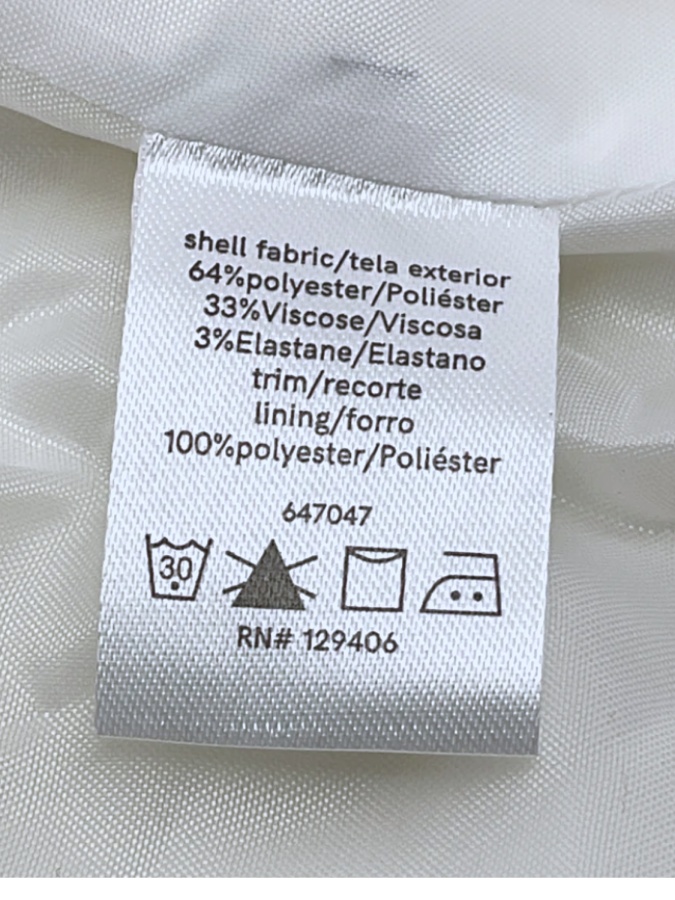 shell fabric/tela exterior
64%polyester/Poliéster
33%Viscose/Viscosa
3%Elastane/Elastano
trim/recorte
lining/forro
100%polyester/Poliéster
647047
30
RN# 129406